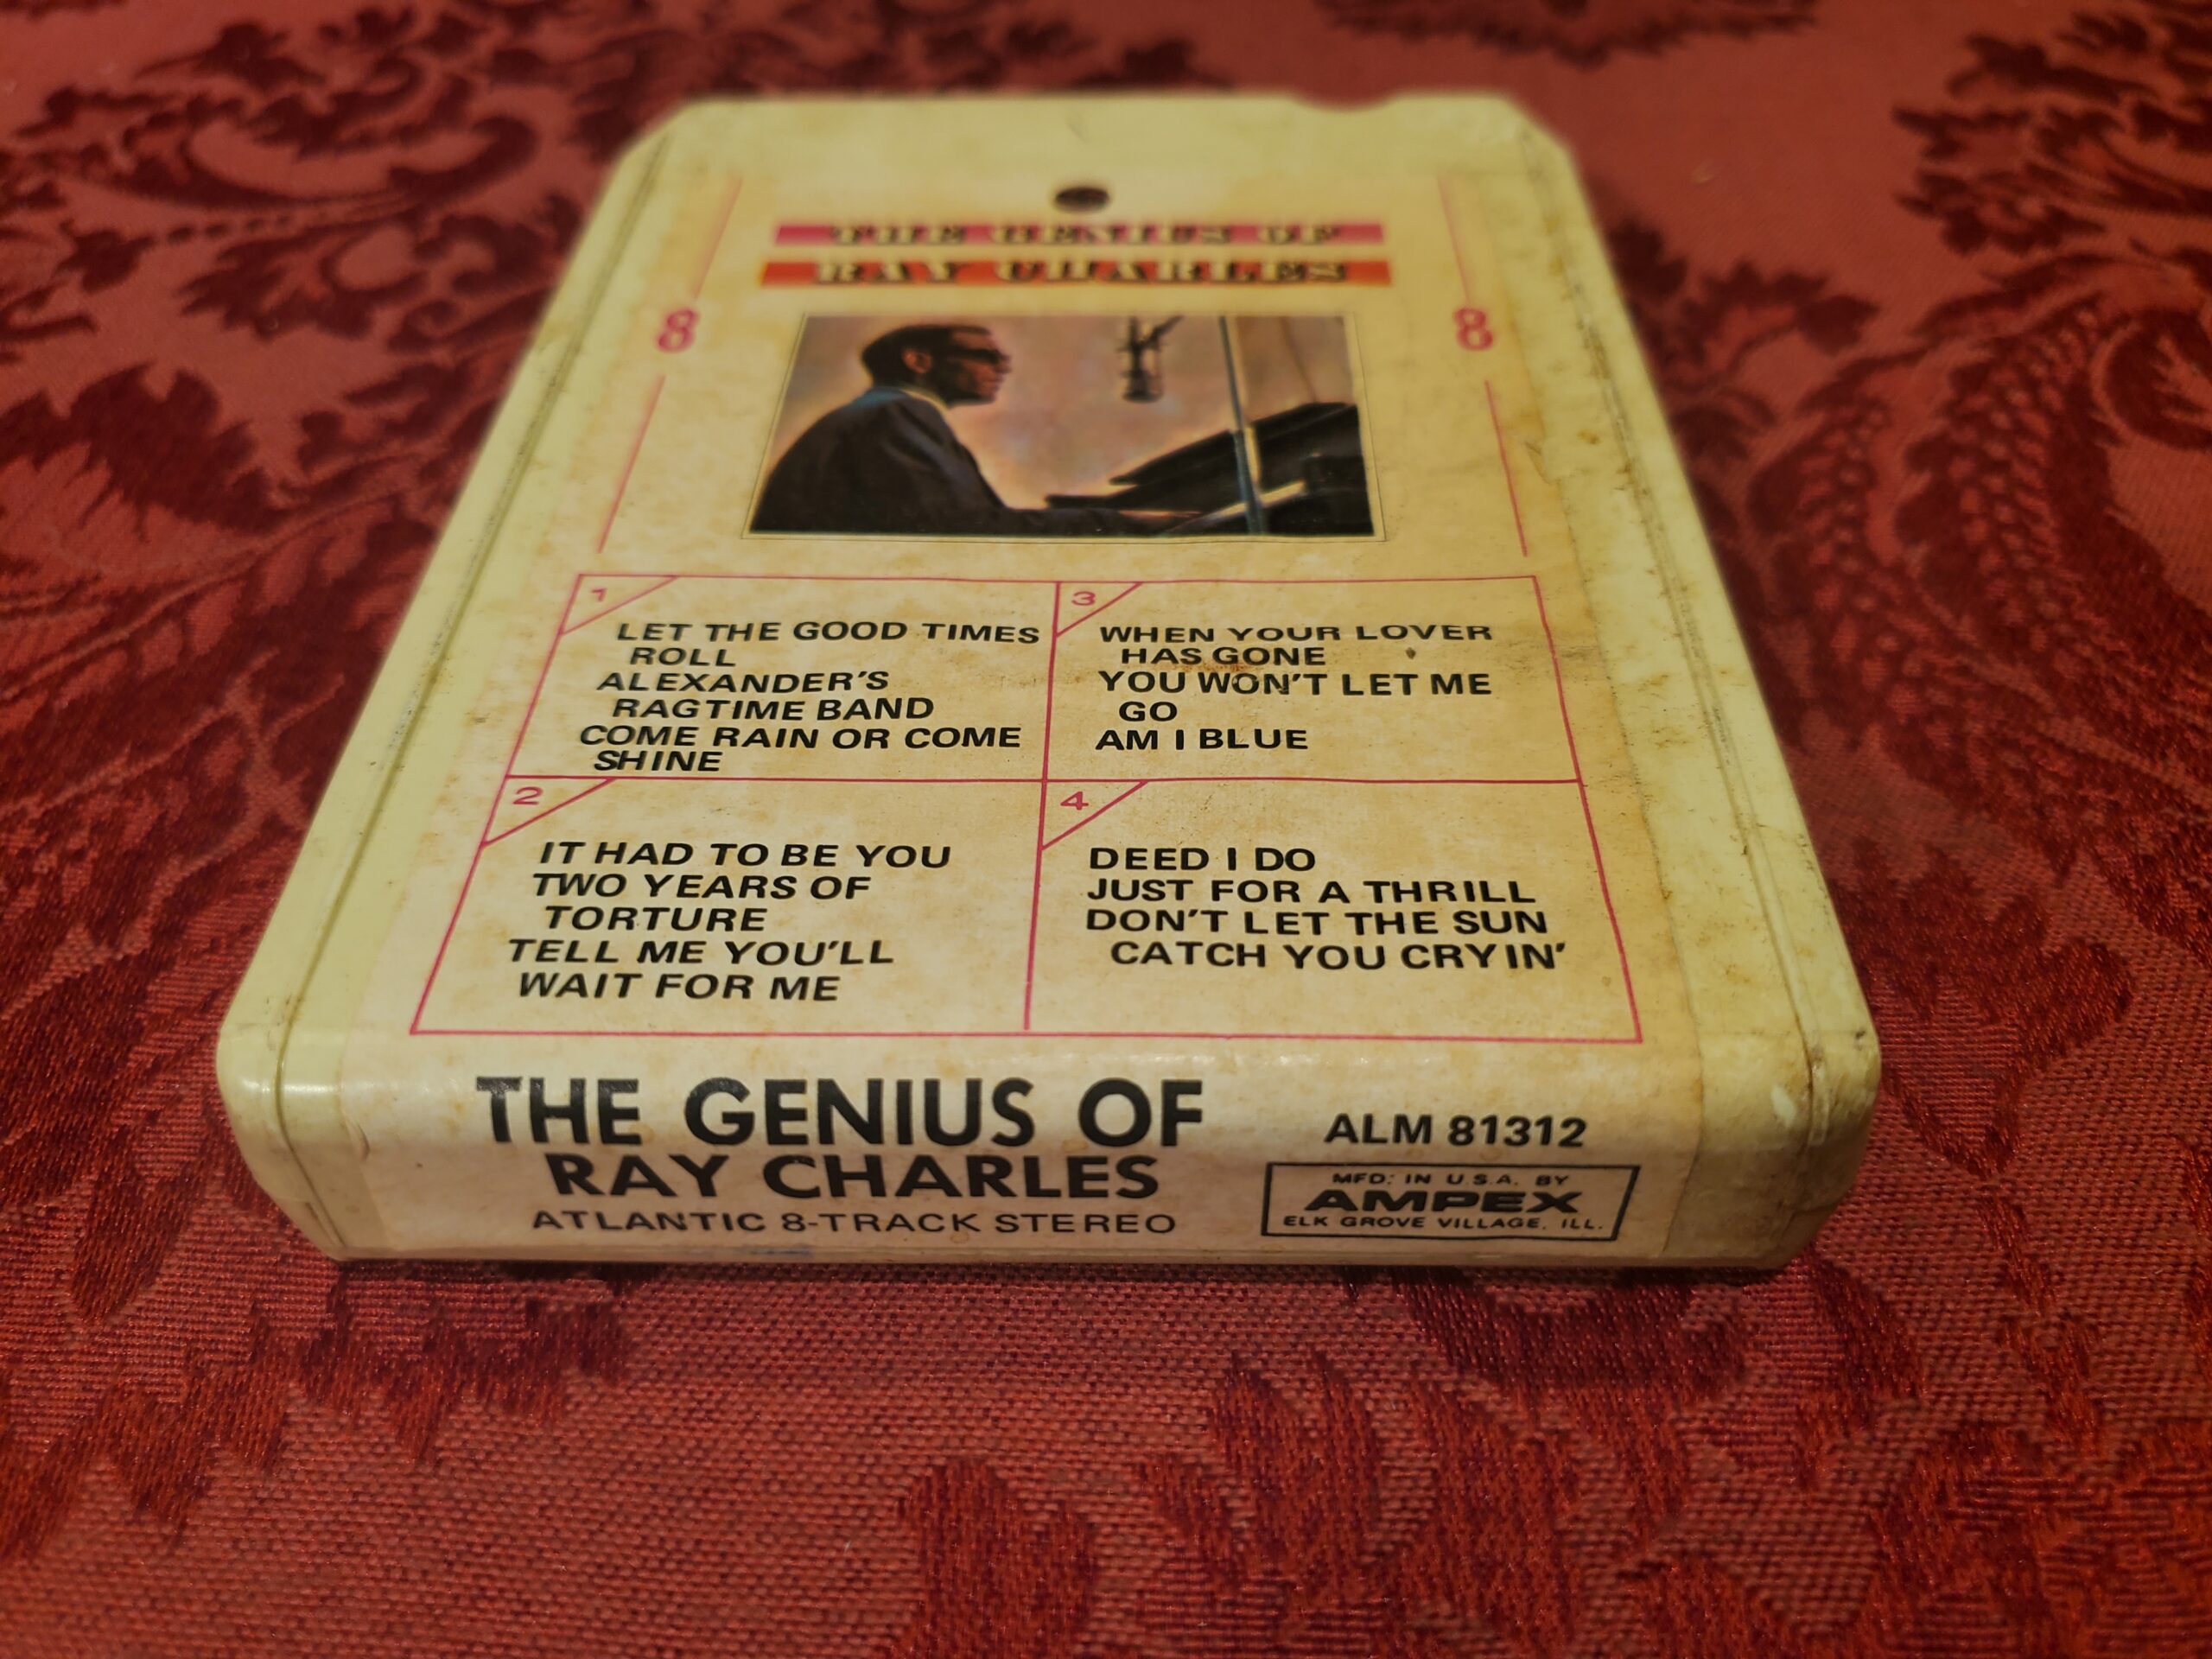 THE GENIUS OF
RAY CHARLES
8
8
1
LET THE GOOD TIMES
ROLL
ALEXANDER'S
RAGTIME BAND
COME RAIN OR COME
SHINE
3
WHEN YOUR LOVER
HAS GONE
YOU WON'T LET ME
GO
AM I BLUE
2
IT HAD TO BE YOU
TWO YEARS OF
TORTURE
TELL ME YOU'LL
WAIT FOR ME
4
DEED I DO
JUST FOR A THRILL
DON'T LET THE SUN
CATCH YOU CRYIN'
THE GENIUS OF
RAY CHARLES
ATLANTIC 8-TRACK STEREO
ALM 81312
MFD: IN U.S.A. BY
AMPEX
ELK GROVE VILLAGE, ILL.